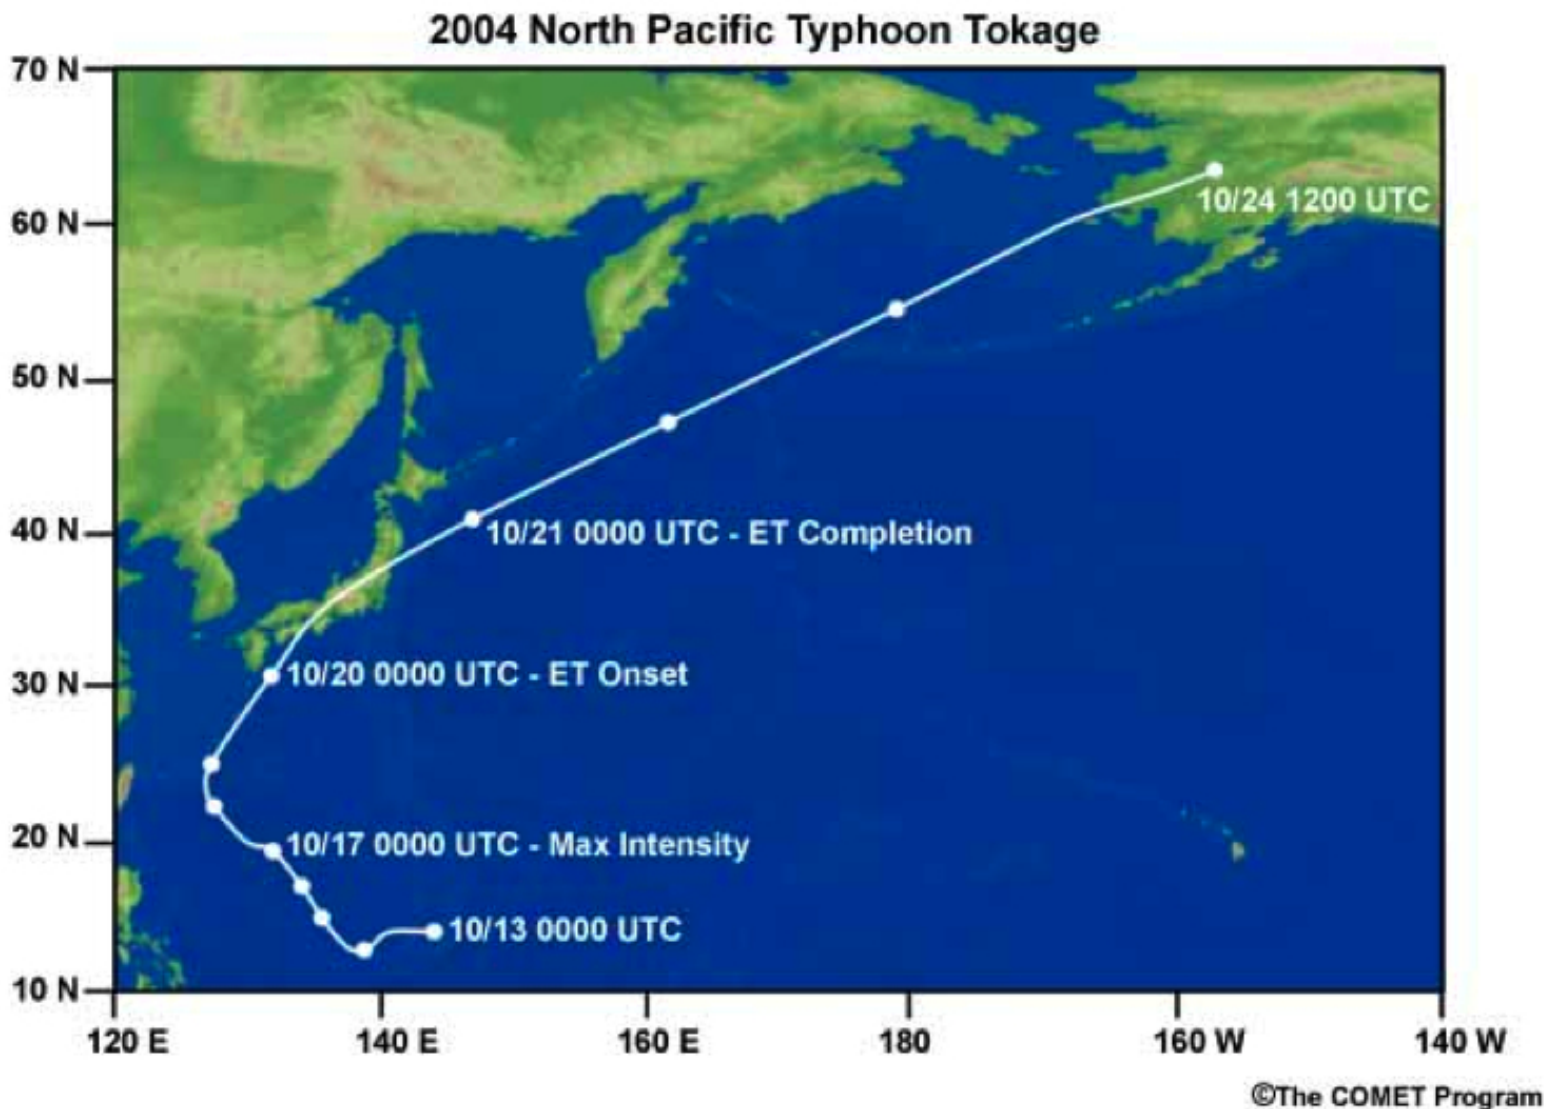 2004 North Pacific Typhoon Tokage
70 N
10/24 1200 UTC
60 N
50 N
40 N
10/21 0000 UTC - ET Completion
30 N
10/20 0000 UTC - ET Onset
20 N
10/17 0000 UTC - Max Intensity
10/13 0000 UTC
10 N
120 E 140 E 160 E 180 160 W 140 W
©The COMET Program